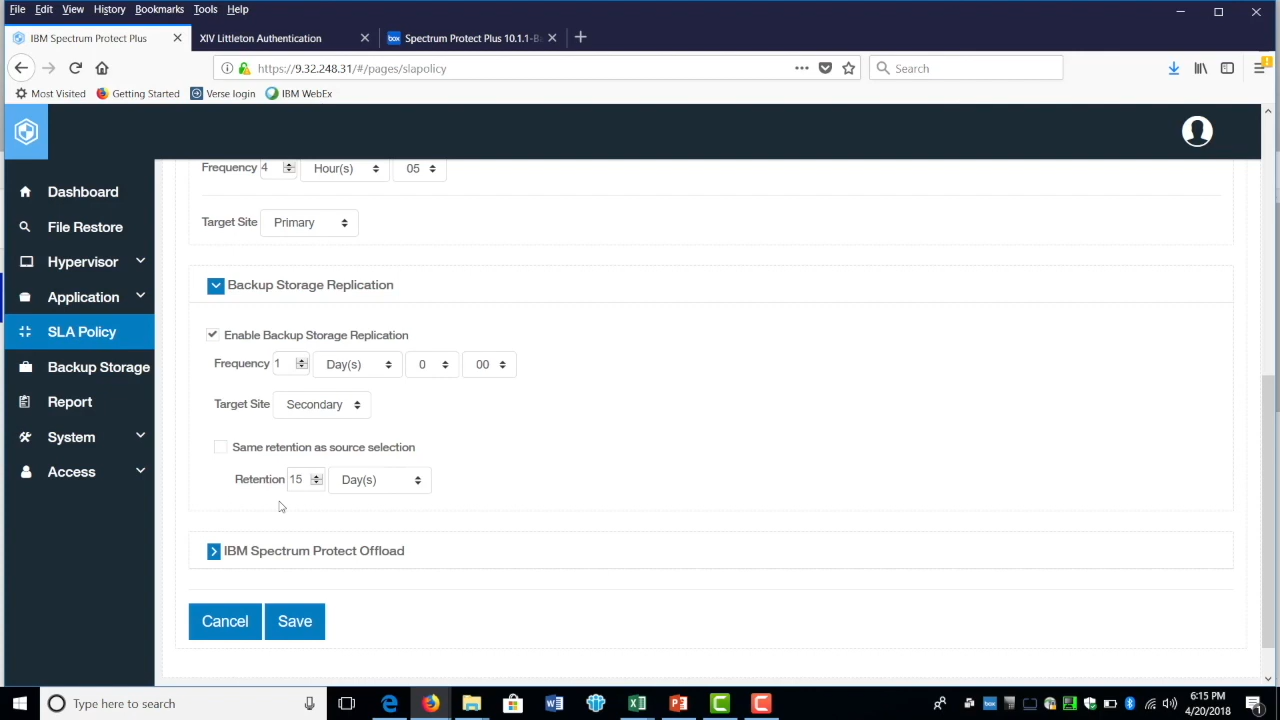 File Edit View History Bookmarks Tools Help
IBM Spectrum Protect Plus
XIV Littleton Authentication
box Spectrum Protect Plus 10.1.1-B
https://9.32.248.31/#/pages/slapolicy
Search
Most Visited Getting Started Verse login IBM WebEx
Dashboard
File Restore
Hypervisor
Application
SLA Policy
Backup Storage
Report
System
Access
Frequency 4 Hour(s) 05
Target Site Primary
Backup Storage Replication
Enable Backup Storage Replication
Frequency 1 Day(s) 0 00
Target Site Secondary
Same retention as source selection
Retention 15 Day(s)
IBM Spectrum Protect Offload
Cancel Save
Type here to search
6:15 PM
4/20/2018
1